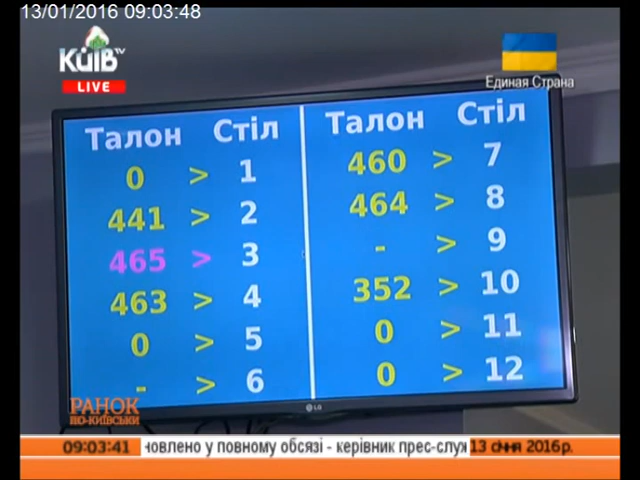 13/01/2016 09:03:48
КиїВ TV
LIVE
Единая Страна
Талон Стіл
0 > 1
441 > 2
465 > 3
463 > 4
0 > 5
- > 6
Талон Стіл
460 > 7
464 > 8
- > 9
352 > 10
0 > 11
0 > 12
LG
РАНОК
ПО-КИЇВСЬКИ
09:03:41 новлено у повному обсязі - керівник прес-служ 13 січня 2016р.